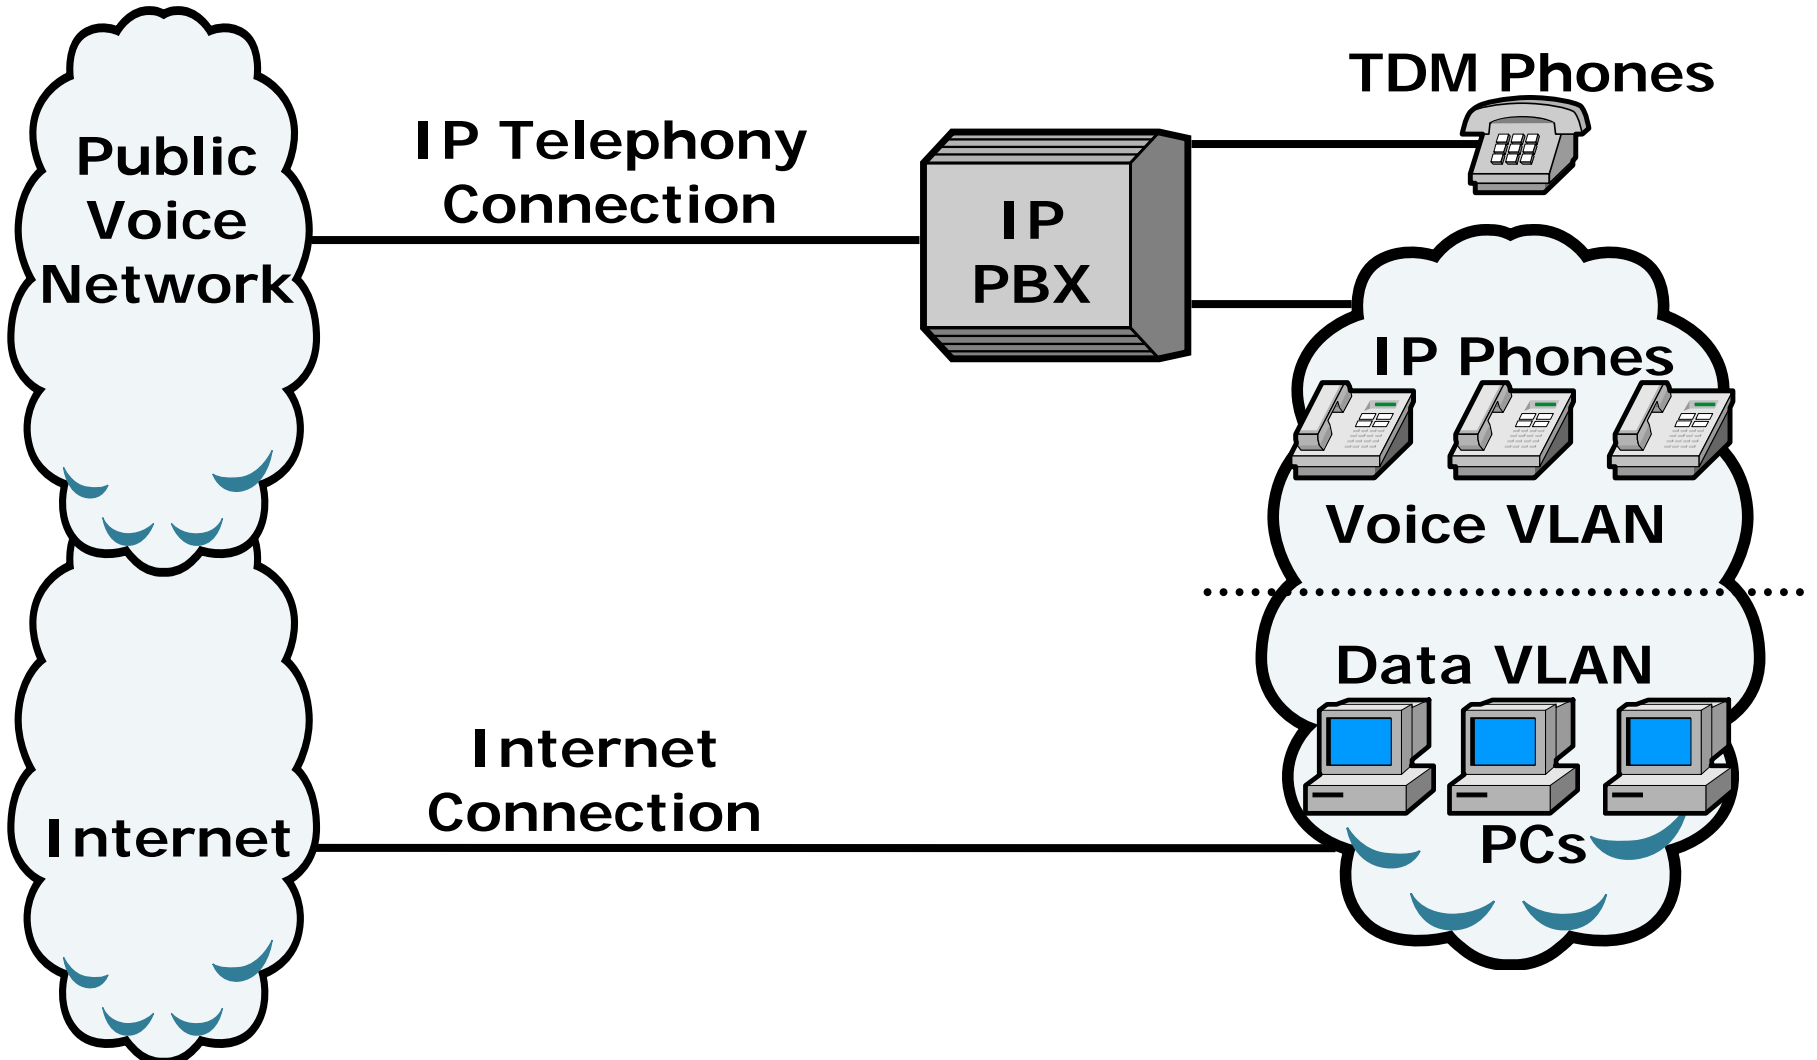 Public
Voice
Network
IP Telephony
Connection
IP
PBX
TDM Phones
IP Phones
Voice VLAN
Data VLAN
PCs
Internet
Connection
Internet